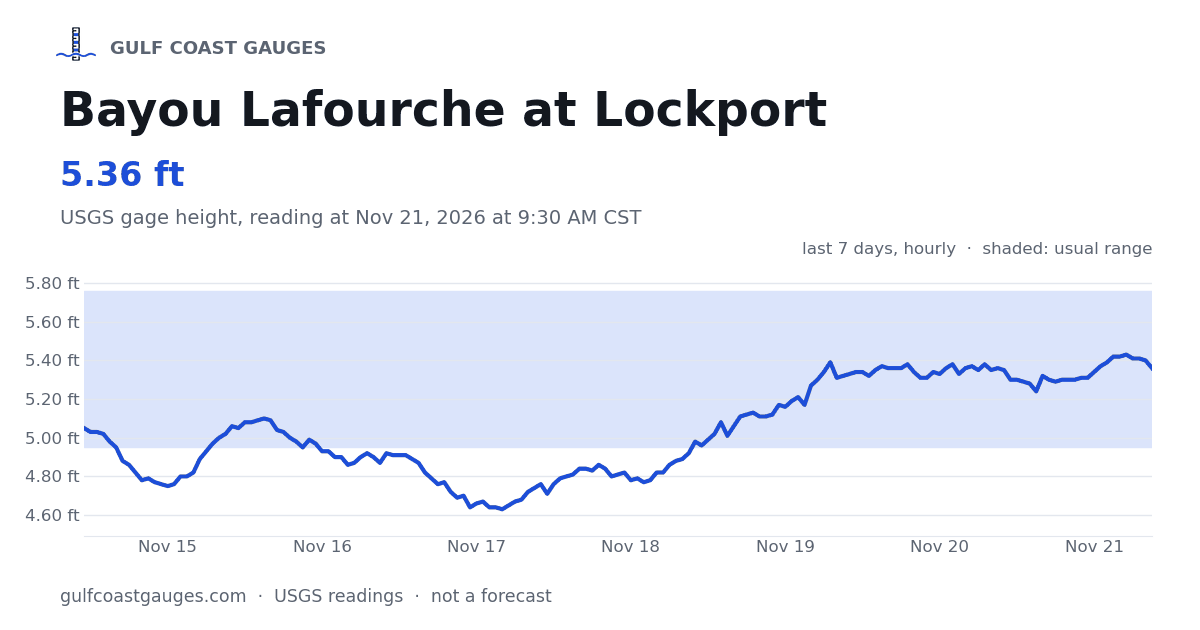 GULF COAST GAUGES
Bayou Lafourche at Lockport
5.36 ft
USGS gage height, reading at Nov 21, 2026 at 9:30 AM CST
last 7 days, hourly · shaded: usual range
5.80 ft
5.60 ft
5.40 ft
5.20 ft
5.00 ft
4.80 ft
4.60 ft
Nov 15 Nov 16 Nov 17 Nov 18 Nov 19 Nov 20 Nov 21
gulfcoastgauges.com · USGS readings · not a forecast